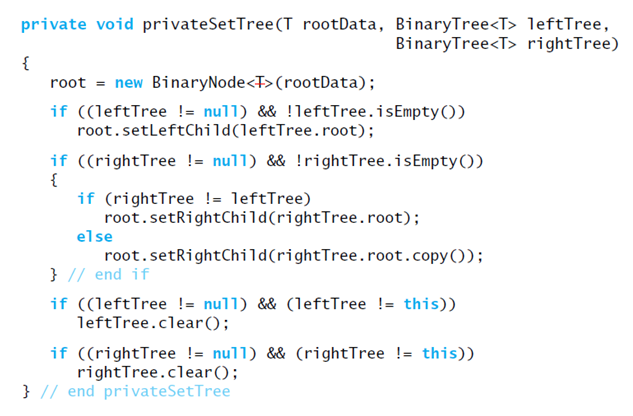 private void privateSetTree(T rootData, BinaryTree<T> leftTree,
BinaryTree<T> rightTree)
{
root = new BinaryNode<T>(rootData);
if ((leftTree != null) && !leftTree.isEmpty())
root.setLeftChild(leftTree.root);
if ((rightTree != null) && !rightTree.isEmpty())
{
if (rightTree != leftTree)
root.setRightChild(rightTree.root);
else
root.setRightChild(rightTree.root.copy());
} // end if
if ((leftTree != null) && (leftTree != this))
leftTree.clear();
if ((rightTree != null) && (rightTree != this))
rightTree.clear();
} // end privateSetTree